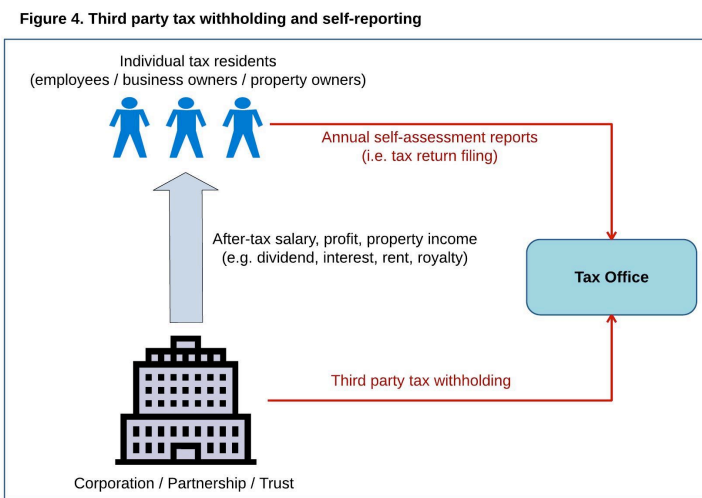 Figure 4. Third party tax withholding and self-reporting
Individual tax residents
(employees / business owners / property owners)
Annual self-assessment reports
(i.e. tax return filing)
After-tax salary, profit, property income
(e.g. dividend, interest, rent, royalty)
Tax Office
Third party tax withholding
Corporation / Partnership / Trust